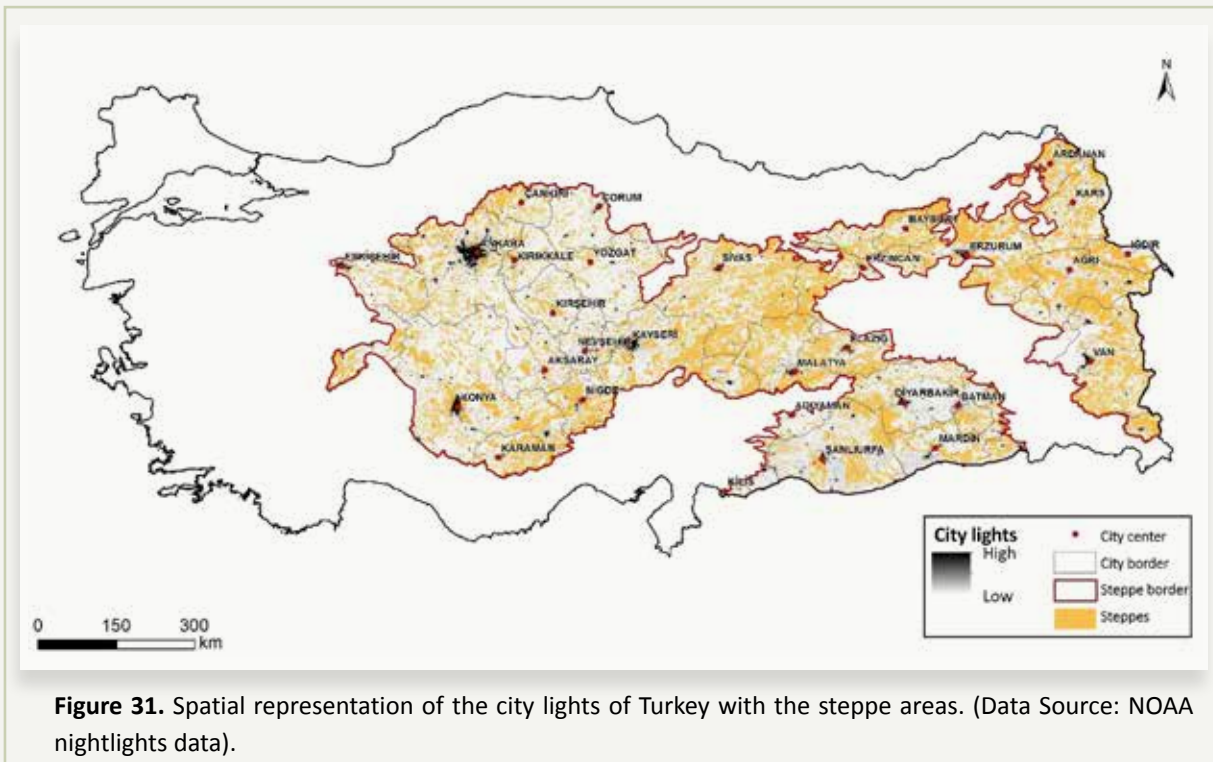 N
ARDAHAN
KARS
ÇANKIRI
ÇORUM
BAYBURT
ANKARA
ERZURUM
IĞDIR
ESKİŞEHİR
KIRIKKALE
YOZGAT
SİVAS
ERZİNCAN
AĞRI
KIRŞEHİR
NEVŞEHİR
KAYSERİ
ELAZIĞ
VAN
AKSARAY
MALATYA
NİĞDE
DİYARBAKIR
BATMAN
KONYA
ADIYAMAN
KARAMAN
ŞANLIURFA
MARDİN
KİLİS
City lights
High
Low
City center
City border
Steppe border
Steppes
0 150 300
km
Figure 31. Spatial representation of the city lights of Turkey with the steppe areas. (Data Source: NOAA
nightlights data).